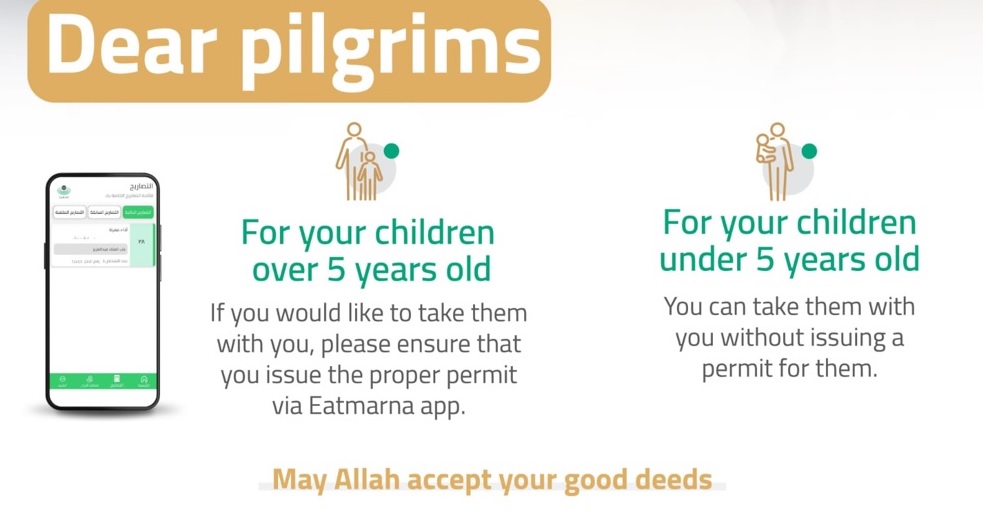 Dear pilgrims
التصاريح
For your children
over 5 years old
If you would like to take them
with you, please ensure that
you issue the proper permit
via Eatmarna app.
For your children
under 5 years old
You can take them with
you without issuing a
permit for them.
May Allah accept your good deeds